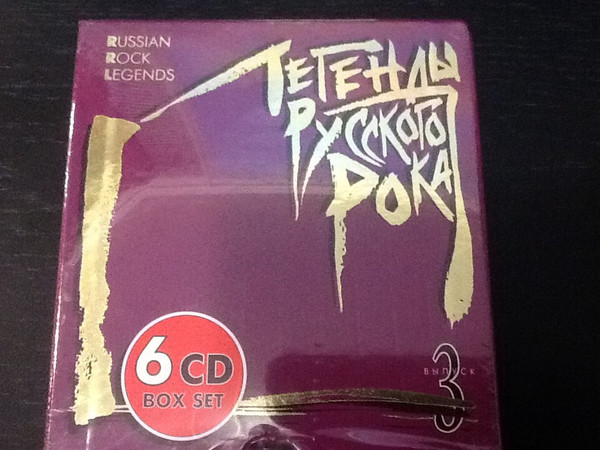 RUSSIAN
ROCK
LEGENDS
ЛЕГЕНДЫ
РУССКОГО
РОКА
6 CD
BOX SET
ВЫПУСК
3